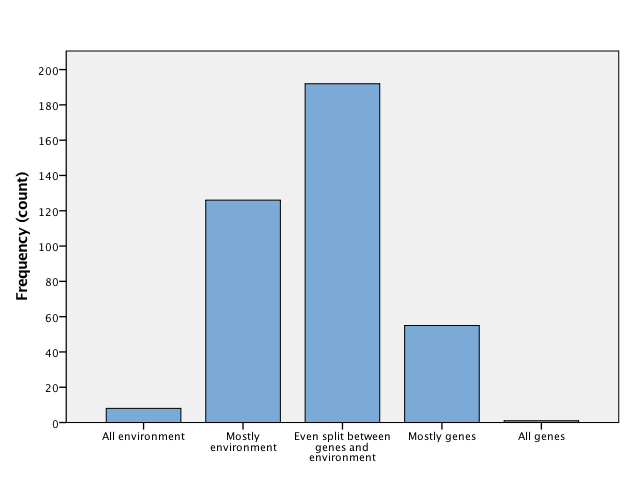 Frequency (count)
200
180
160
140
120
100
80
60
40
20
0
All environment
Mostly
environment
Even split between
genes and
environment
Mostly genes
All genes